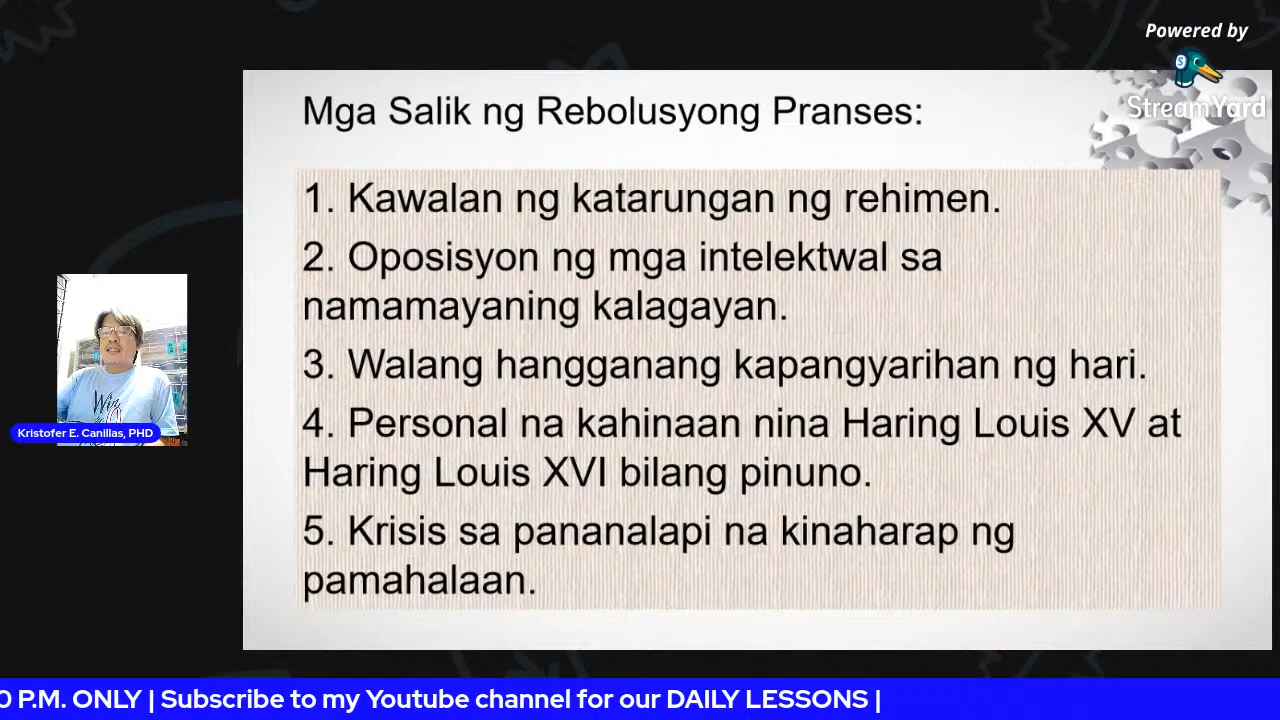 Powered by
StreamYard
Mga Salik ng Rebolusyong Pranses:
1. Kawalan ng katarungan ng rehimen.
2. Oposisyon ng mga intelektwal sa
namamayaning kalagayan.
3. Walang hangganang kapangyarihan ng hari.
4. Personal na kahinaan nina Haring Louis XV at
Haring Louis XVI bilang pinuno.
5. Krisis sa pananalapi na kinaharap ng
pamahalaan.
Kristofer E. Canillas, PHD
0 P.M. ONLY | Subscribe to my Youtube channel for our DAILY LESSONS |